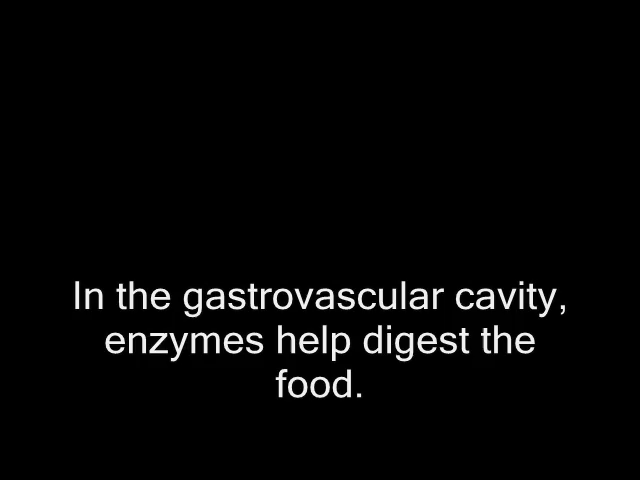 In the gastrovascular cavity,
enzymes help digest the
food.